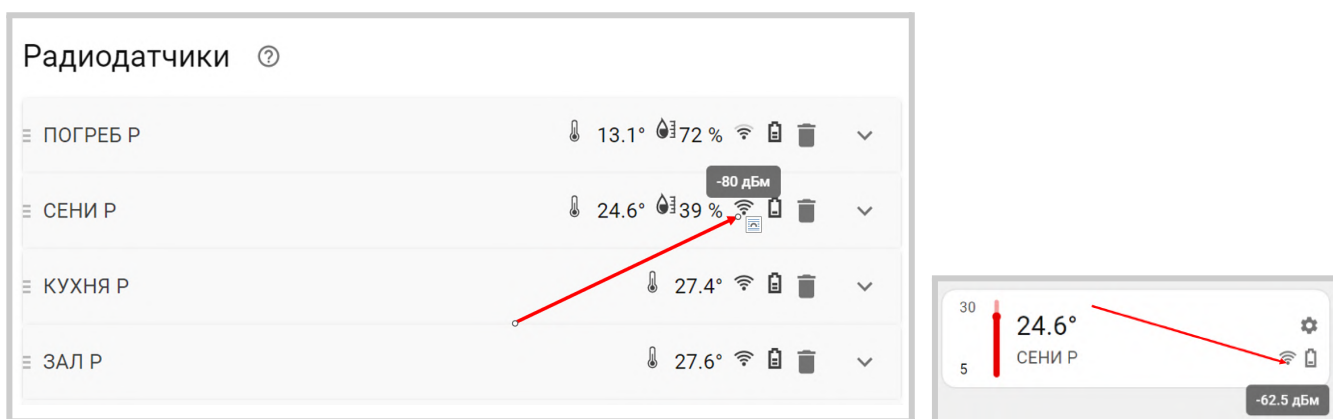 Радиодатчики
ПОГРЕБ Р 13.1° 72 %
-80 дБм
СЕНИ Р 24.6° 39 %
КУХНЯ Р 27.4°
ЗАЛ Р 27.6°
30
24.6°
СЕНИ Р
5
-62.5 дБм